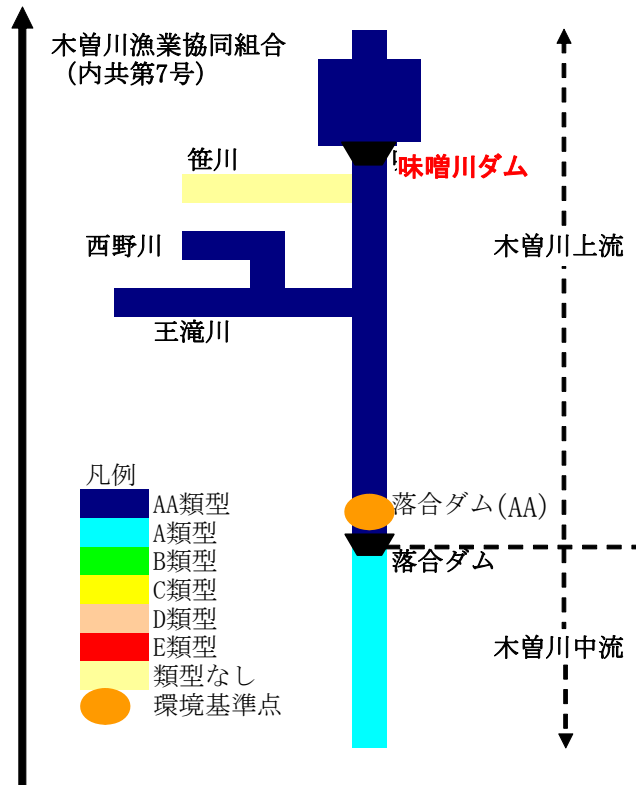 木曽川漁業協同組合
（内共第7号）
笹川
味噌川ダム
西野川
木曽川上流
王滝川
凡例
AA類型
A類型
B類型
C類型
D類型
E類型
類型なし
環境基準点
落合ダム(AA)
落合ダム
木曽川中流